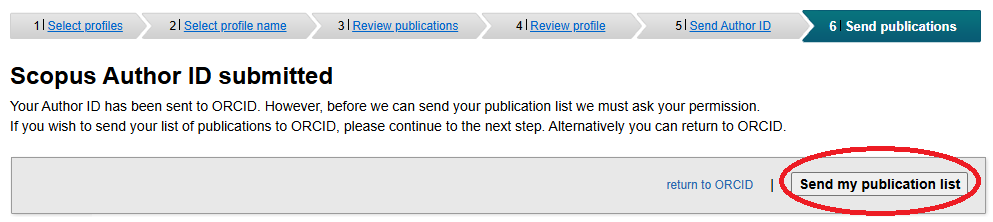 1 | Select profiles 2 | Select profile name 3 | Review publications 4 | Review profile 5 | Send Author ID 6 | Send publications
Scopus Author ID submitted
Your Author ID has been sent to ORCID. However, before we can send your publication list we must ask your permission.
If you wish to send your list of publications to ORCID, please continue to the next step. Alternatively you can return to ORCID.
return to ORCID | Send my publication list